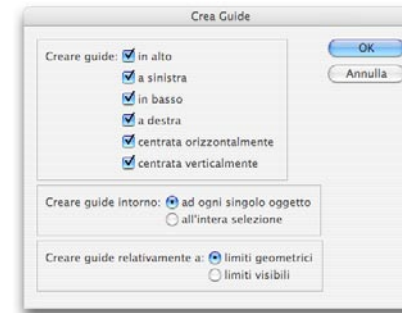 Crea Guide
Creare guide: in alto
a sinistra
in basso
a destra
centrata orizzontalmente
centrata verticalmente
OK
Annulla
Creare guide intorno: ad ogni singolo oggetto
all'intera selezione
Creare guide relativamente a: limiti geometrici
limiti visibili